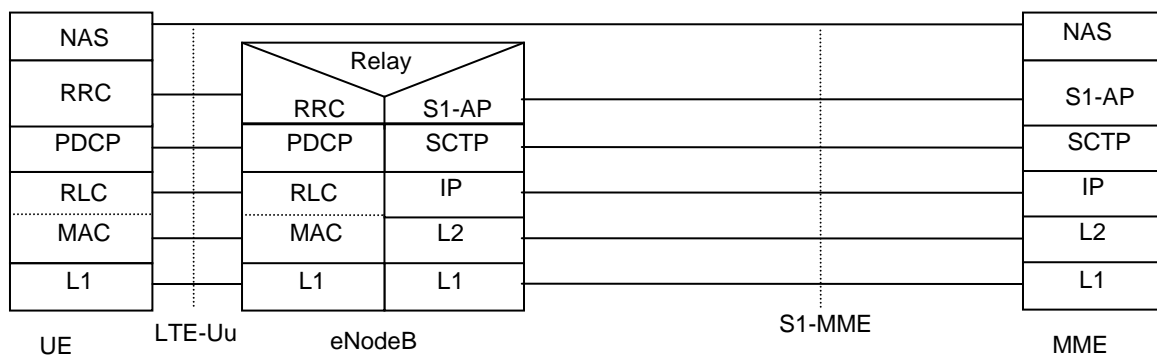 NAS
RRC
PDCP
RLC
MAC
L1
UE
LTE-Uu
Relay
RRC S1-AP
PDCP SCTP
RLC IP
MAC L2
L1 L1
eNodeB
S1-MME
NAS
S1-AP
SCTP
IP
L2
L1
MME